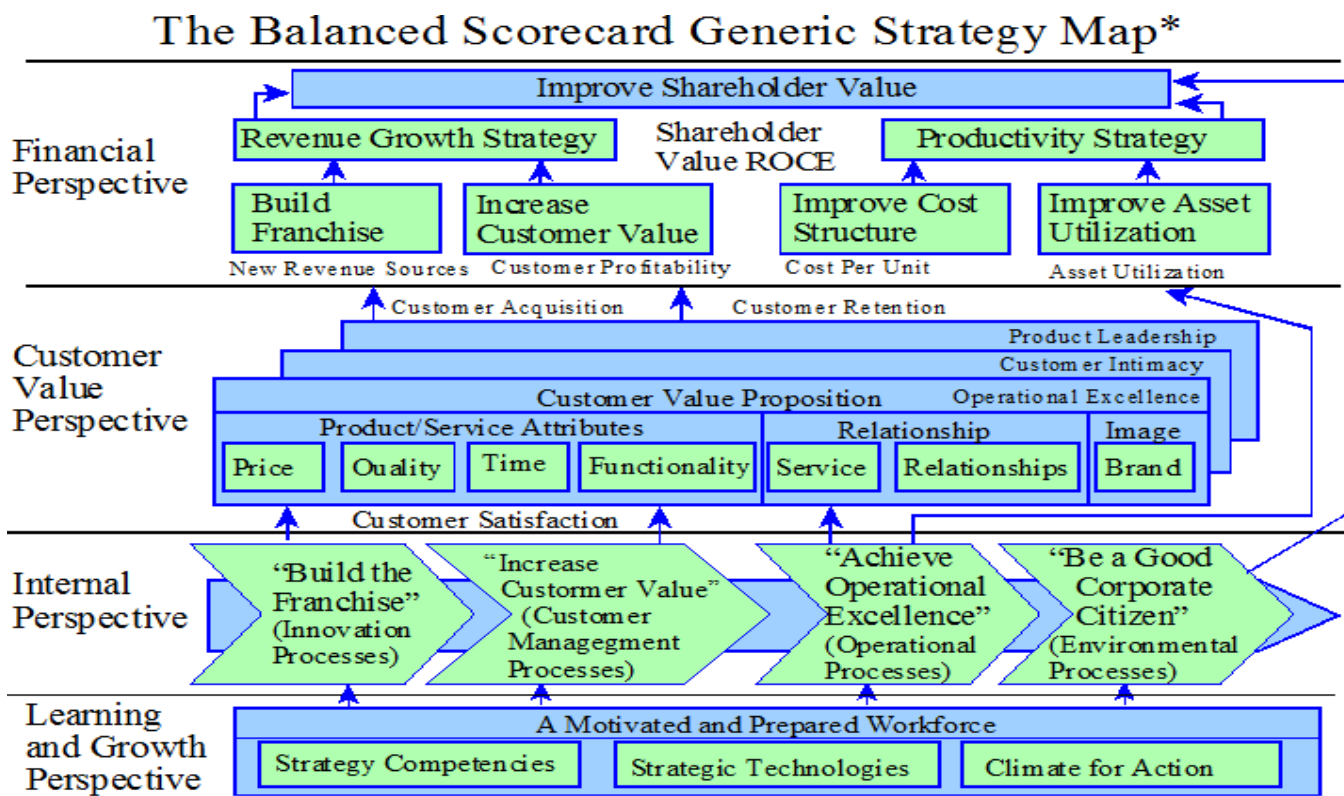 The Balanced Scorecard Generic Strategy Map*
Improve Shareholder Value
Financial
Perspective
Revenue Growth Strategy
Shareholder
Value ROCE
Productivity Strategy
Build
Franchise
Increase
Customer Value
Improve Cost
Structure
Improve Asset
Utilization
New Revenue Sources
Customer Profitability
Cost Per Unit
Asset Utilization
Customer Acquisition
Customer Retention
Customer
Value
Perspective
Product Leadership
Customer Intimacy
Customer Value Proposition
Operational Excellence
Product/Service Attributes
Relationship
Image
Price
Quality
Time
Functionality
Service
Relationships
Brand
Customer Satisfaction
Internal
Perspective
“Build the
Franchise”
(Innovation
Processes)
“Increase
Custormer Value”
(Customer
Managegment
Processes)
“Achieve
Operational
Excellence”
(Operational
Processes)
“Be a Good
Corporate
Citizen”
(Environmental
Processes)
Learning
and Growth
Perspective
A Motivated and Prepared Workforce
Strategy Competencies
Strategic Technologies
Climate for Action